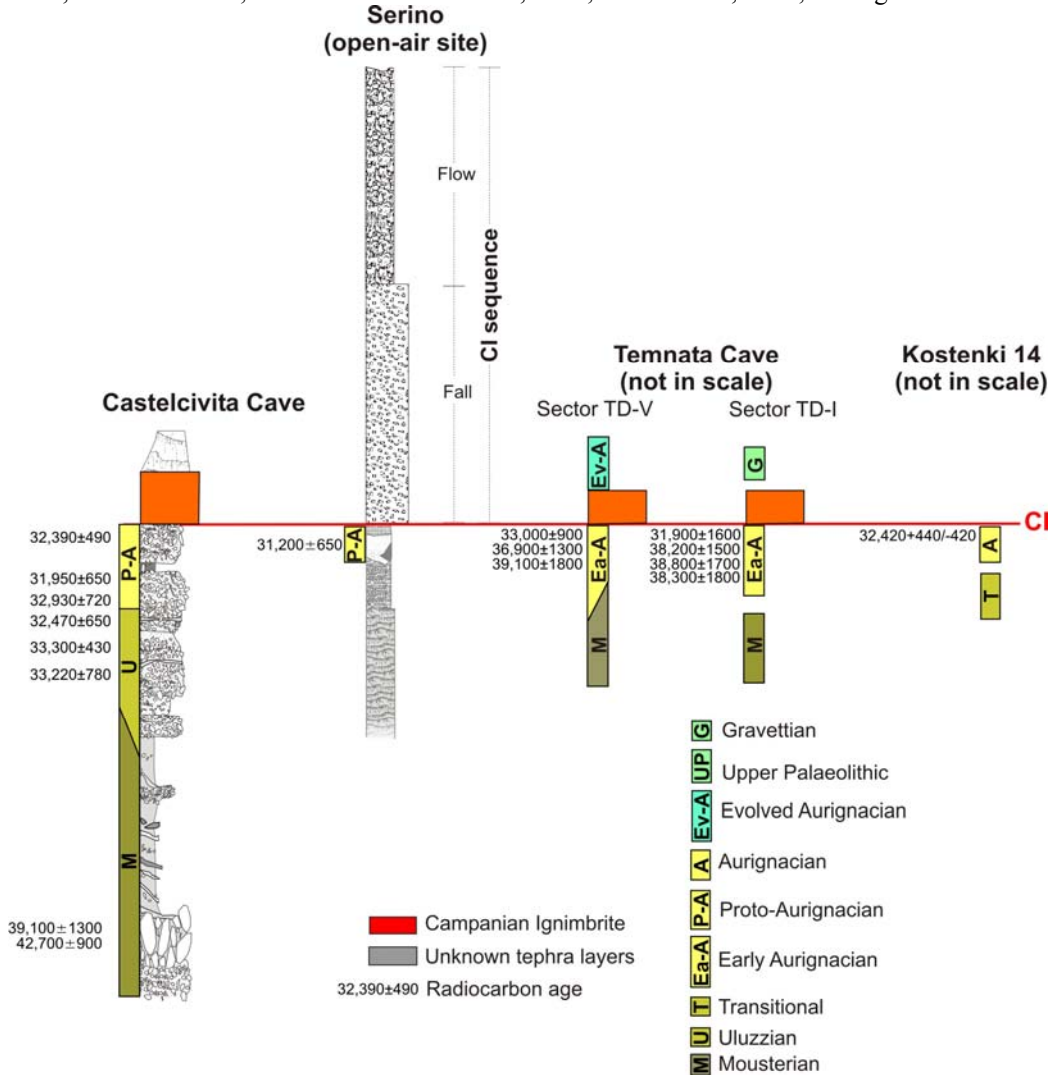 Serino
(open-air site)
Flow
CI sequence
Fall
Temnata Cave
(not in scale)
Kostenki 14
(not in scale)
Castelcivita Cave
Sector TD-V
Sector TD-I
Ev-A
G
CI
32,390±490
31,950±650
32,930±720
32,470±650
33,300±430
33,220±780
39,100±1300
42,700±900
P-A
U
M
31,200±650
P-A
33,000±900
36,900±1300
39,100±1800
Ea-A
M
31,900±1600
38,200±1500
38,800±1700
38,300±1800
Ea-A
M
32,420+440/-420
A
T
G Gravettian
UP Upper Palaeolithic
Ev-A Evolved Aurignacian
A Aurignacian
P-A Proto-Aurignacian
Ea-A Early Aurignacian
T Transitional
U Uluzzian
M Mousterian
Campanian Ignimbrite
Unknown tephra layers
32,390±490 Radiocarbon age